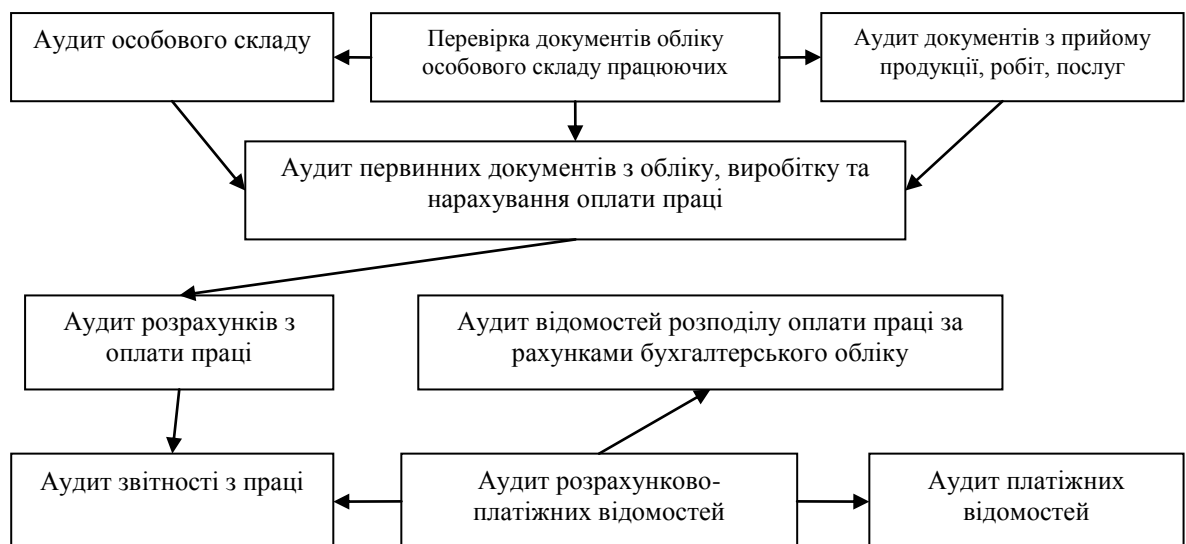 Аудит особового складу
Перевірка документів обліку
особового складу працюючих
Аудит документів з прийому
продукції, робіт, послуг
Аудит первинних документів з обліку, виробітку та
нарахування оплати праці
Аудит розрахунків з
оплати праці
Аудит відомостей розподілу оплати праці за
рахунками бухгалтерського обліку
Аудит звітності з праці
Аудит розрахунково-
платіжних відомостей
Аудит платіжних
відомостей